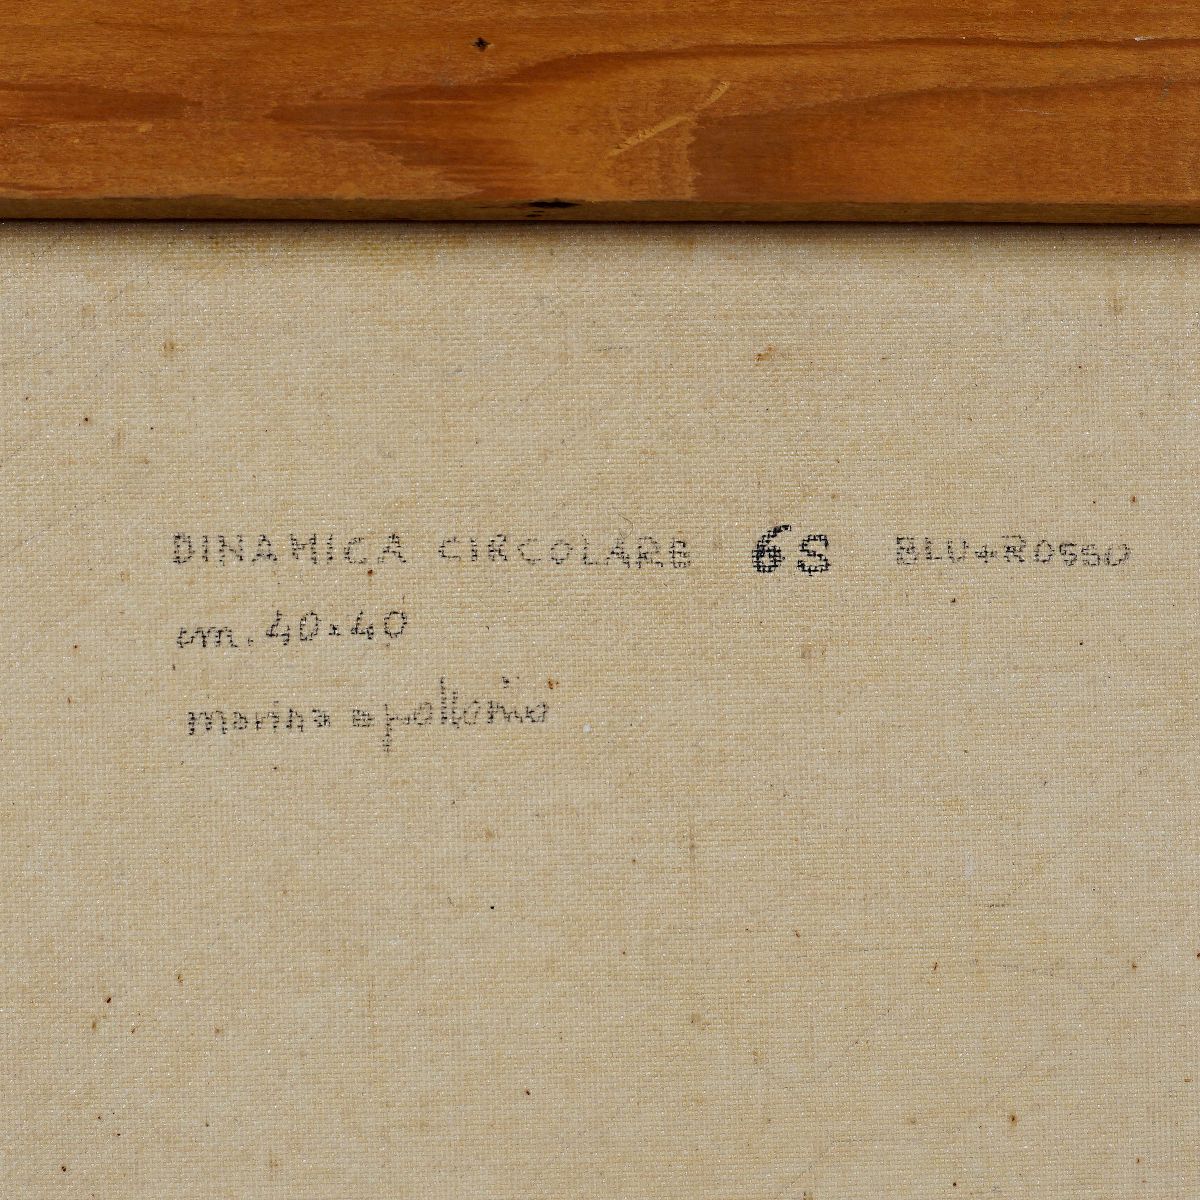 DINAMICA CIRCOLARE 6S BLU+ROSSO
cm. 40x40
marina apollonio